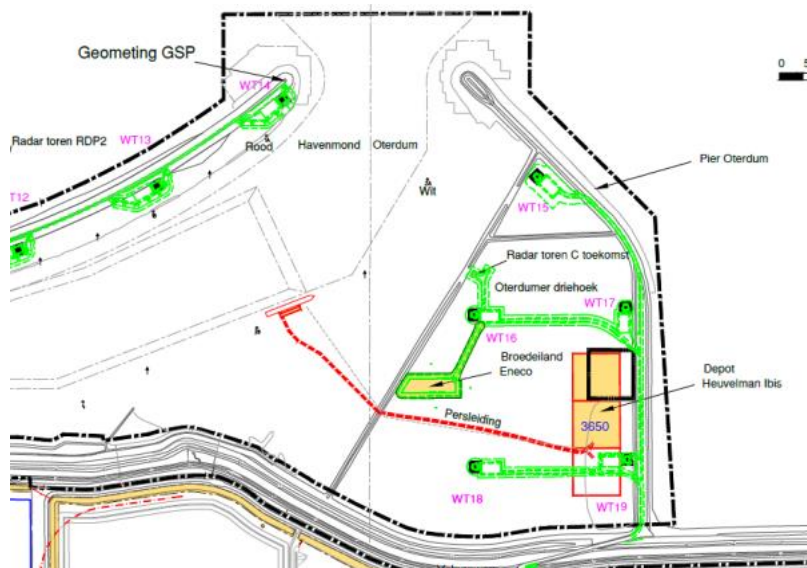 Geometing GSP
0 5
WT14
Radar toren RDP2
WT13
Rood
Havenmond Oterdum
Pier Oterdum
WT12
Wit
WT15
Radar toren C toekomst
Oterdumer driehoek
WT17
WT16
Broedeiland
Eneco
Depot
Heuvelman Ibis
Persleiding
3650
WT18
WT19